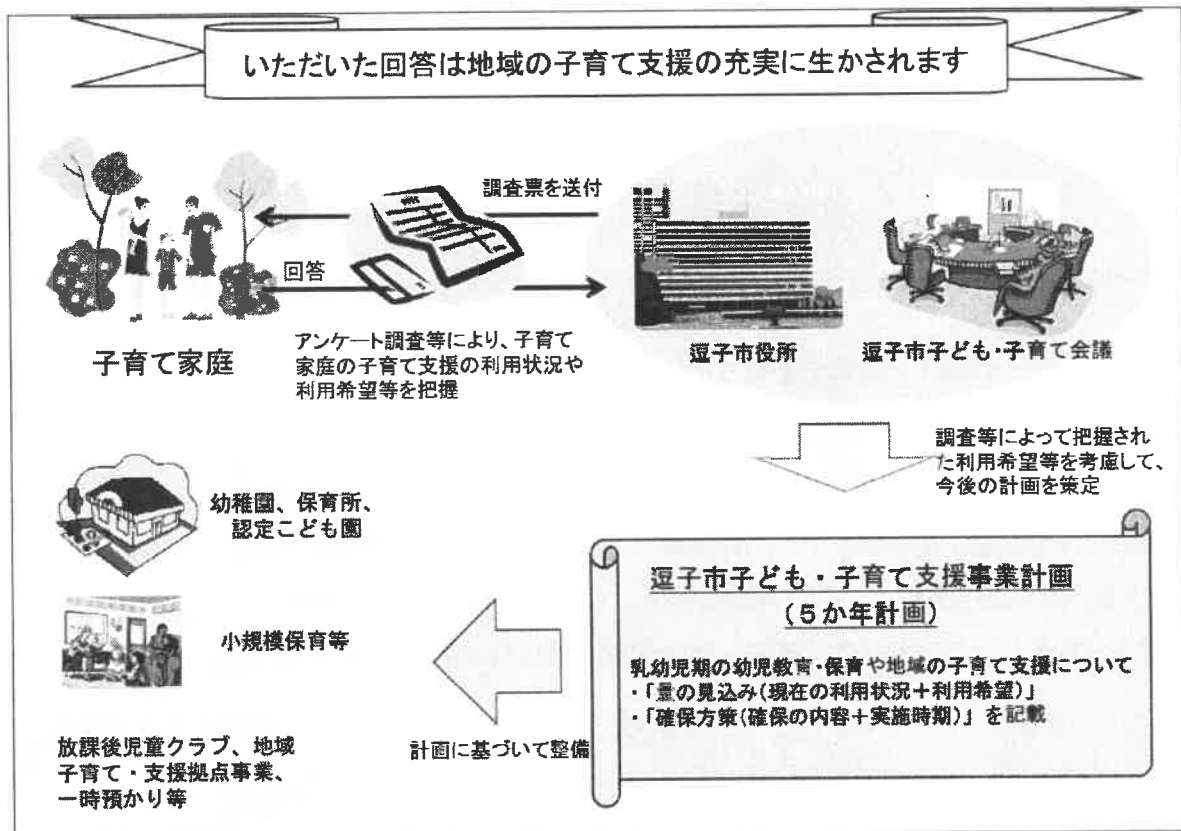 いただいた回答は地域の子育て支援の充実に生かされます
調査票を送付
回答
子育て家庭
アンケート調査等により、子育て
家庭の子育て支援の利用状況や
利用希望等を把握
逗子市役所
逗子市子ども・子育て会議
調査等によって把握され
た利用希望等を考慮して、
今後の計画を策定
幼稚園、保育所、
認定こども園
小規模保育等
放課後児童クラブ、地域
子育て・支援拠点事業、
一時預かり等
計画に基づいて整備
逗子市子ども・子育て支援事業計画
(5か年計画)
乳幼児期の幼児教育・保育や地域の子育て支援について
・「量の見込み(現在の利用状況+利用希望)」
・「確保方策(確保の内容+実施時期)」を記載